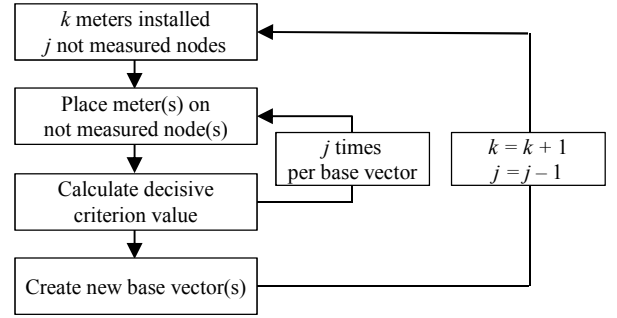 k meters installed
j not measured nodes
Place meter(s) on
not measured node(s)
j times
per base vector
k = k + 1
j = j – 1
Calculate decisive
criterion value
Create new base vector(s)